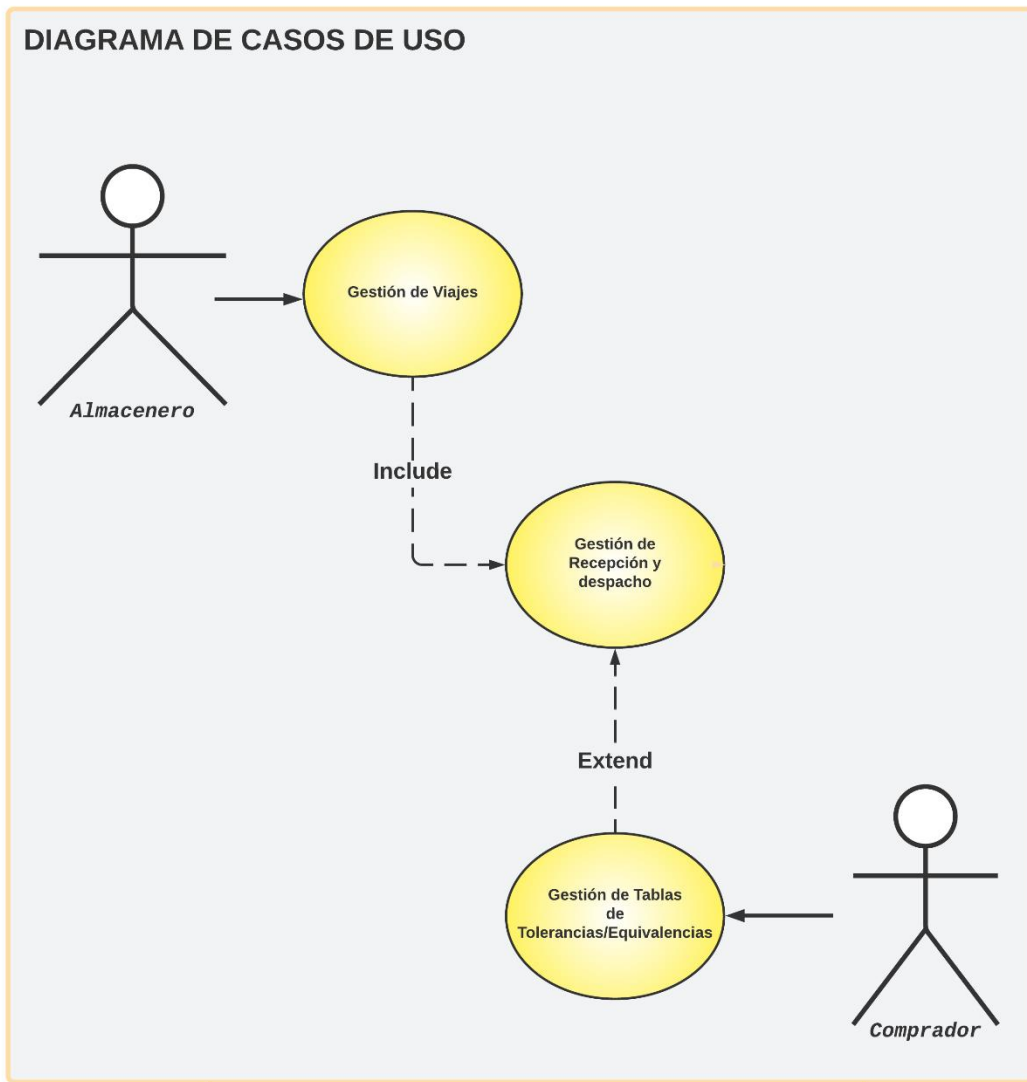 DIAGRAMA DE CASOS DE USO
Gestión de Viajes
Almacenero
Include
Gestión de
Recepción y
despacho
Extend
Gestión de Tablas
de
Tolerancias/Equivalencias
Comprador